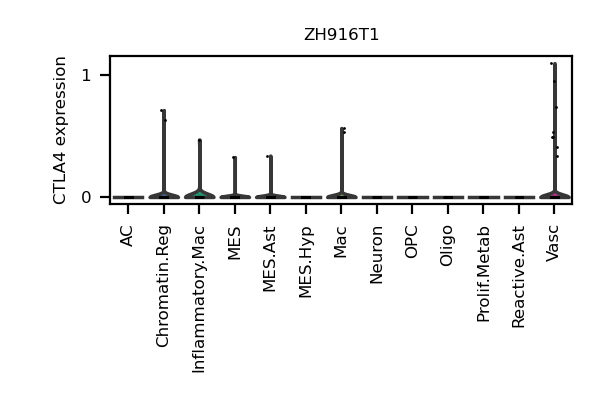 ZH916T1
CTLA4 expression
1
0
AC
Chromatin.Reg
Inflammatory.Mac
MES
MES.Ast
MES.Hyp
Mac
Neuron
OPC
Oligo
Prolif.Metab
Reactive.Ast
Vasc